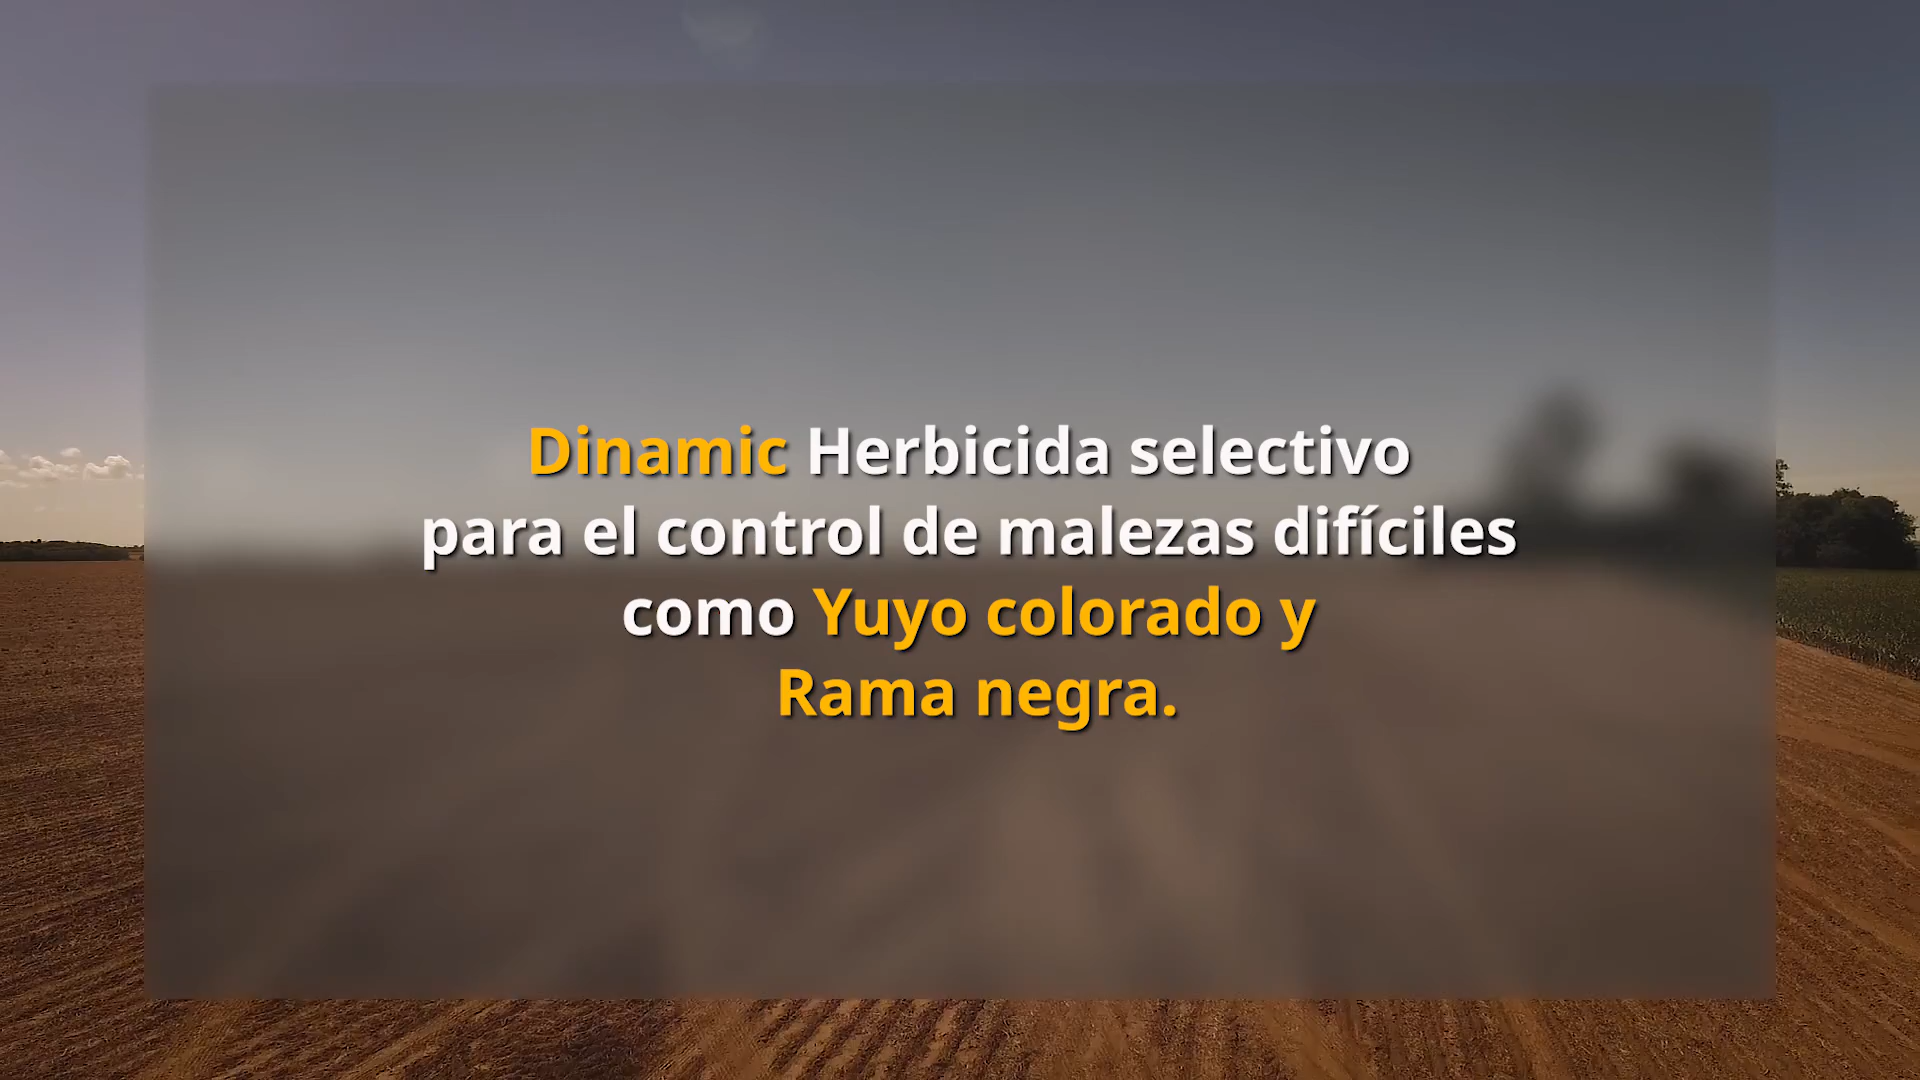 Dinamic Herbicida selectivo
para el control de malezas difíciles
como Yuyo colorado y
Rama negra.